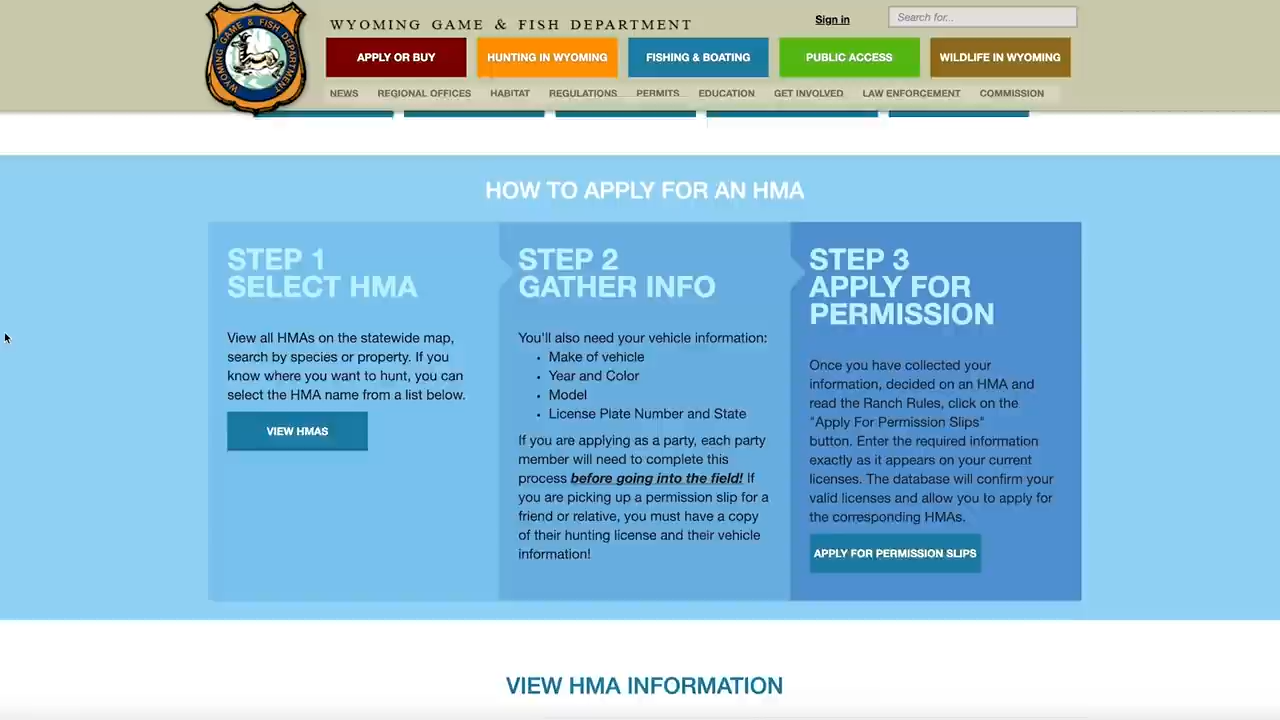 WYOMING GAME & FISH DEPARTMENT
WYOMING GAME & FISH DEPARTMENT
Sign in
Search for...
APPLY OR BUY
HUNTING IN WYOMING
FISHING & BOATING
PUBLIC ACCESS
WILDLIFE IN WYOMING
NEWS
REGIONAL OFFICES
HABITAT
REGULATIONS
PERMITS
EDUCATION
GET INVOLVED
LAW ENFORCEMENT
COMMISSION
HOW TO APPLY FOR AN HMA
STEP 1
SELECT HMA
View all HMAs on the statewide map,
search by species or property. If you
know where you want to hunt, you can
select the HMA name from a list below.
VIEW HMAS
STEP 2
GATHER INFO
You'll also need your vehicle information:
• Make of vehicle
• Year and Color
• Model
• License Plate Number and State
If you are applying as a party, each party
member will need to complete this
process before going into the field! If
you are picking up a permission slip for a
friend or relative, you must have a copy
of their hunting license and their vehicle
information!
STEP 3
APPLY FOR
PERMISSION
Once you have collected your
information, decided on an HMA and
read the Ranch Rules, click on the
"Apply For Permission Slips"
button. Enter the required information
exactly as it appears on your current
licenses. The database will confirm your
valid licenses and allow you to apply for
the corresponding HMAs.
APPLY FOR PERMISSION SLIPS
VIEW HMA INFORMATION